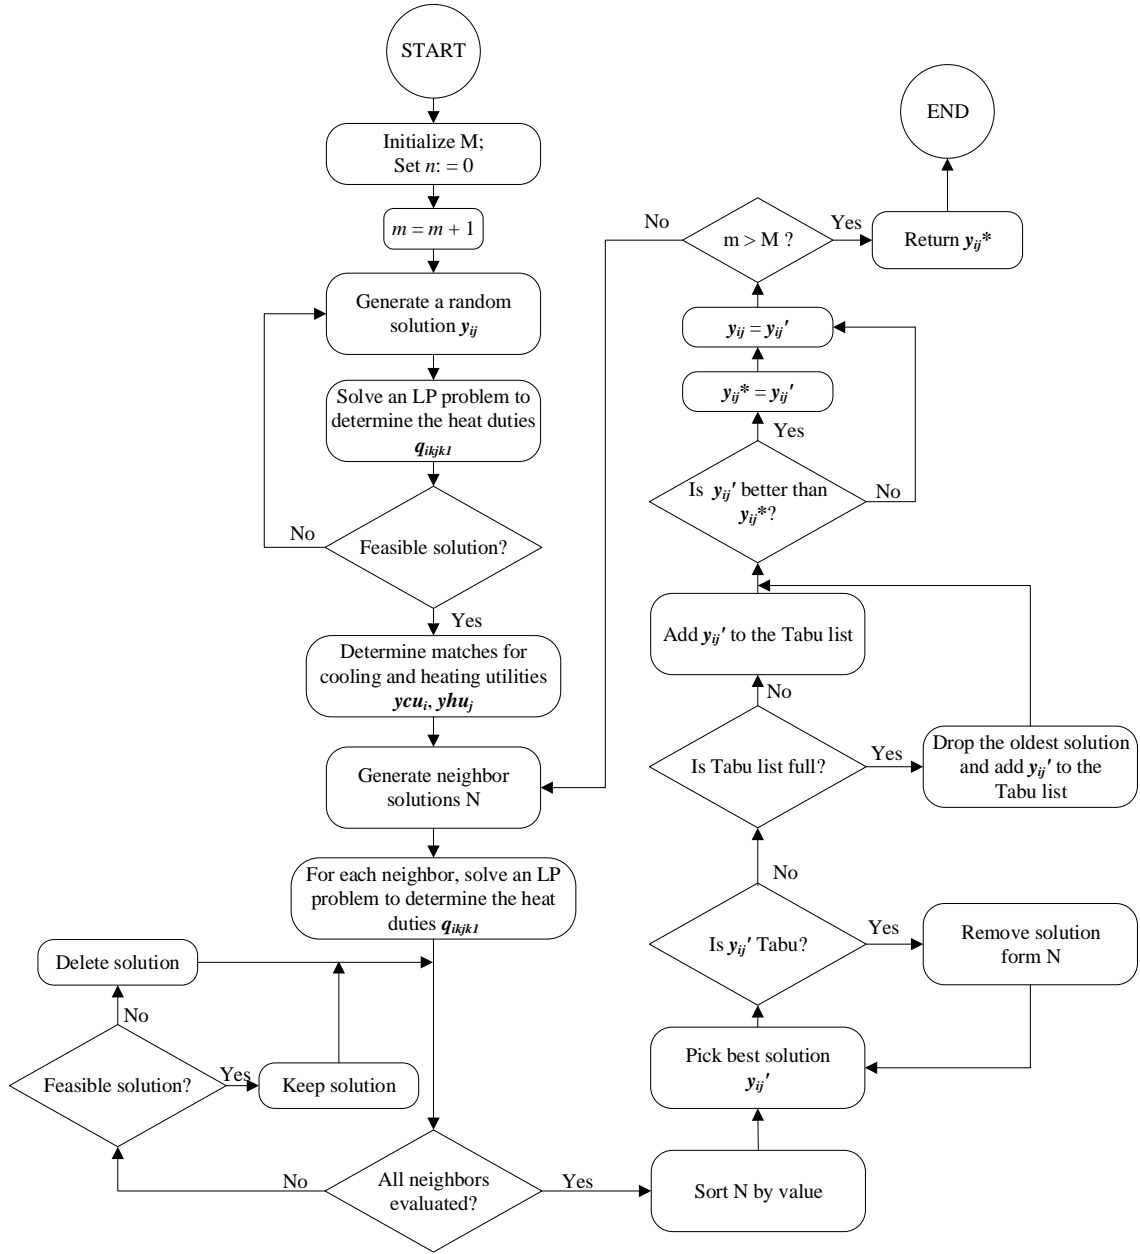 START
Initialize M;
Set n: = 0
m = m + 1
Generate a random
solution yij
Solve an LP problem to
determine the heat duties
qikjk1
No
Feasible solution?
Yes
Determine matches for
cooling and heating utilities
ycui, yhuj
Generate neighbor
solutions N
For each neighbor, solve an LP
problem to determine the heat
duties qikjk1
Delete solution
No
Feasible solution?
Yes
Keep solution
No
All neighbors
evaluated?
Yes
Sort N by value
Pick best solution
yij'
Is yij' Tabu?
Yes
Remove solution
form N
No
Is Tabu list full?
Yes
Drop the oldest solution
and add yij' to the
Tabu list
No
Add yij' to the Tabu list
Is yij' better than
yij*?
No
Yes
yij* = yij'
yij = yij'
m > M ?
No
Yes
Return yij*
END